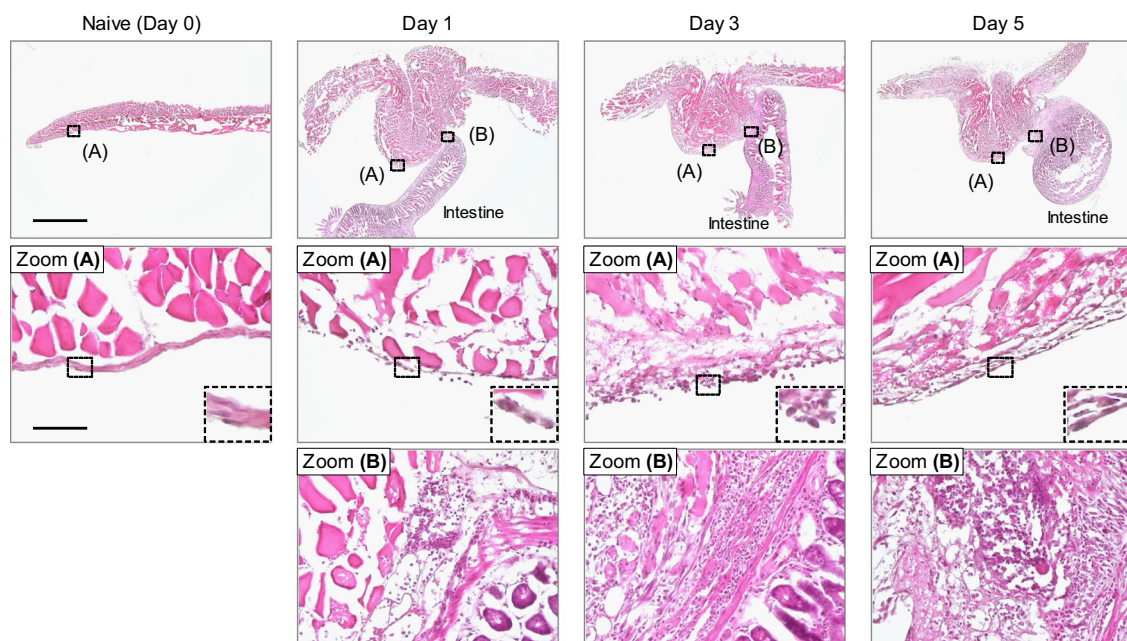 Naive (Day 0)
Day 1
Day 3
Day 5
(A)
(A)
(B)
Intestine
(A)
(B)
Intestine
(A)
(B)
Intestine
Zoom (A)
Zoom (A)
Zoom (A)
Zoom (A)
Zoom (B)
Zoom (B)
Zoom (B)